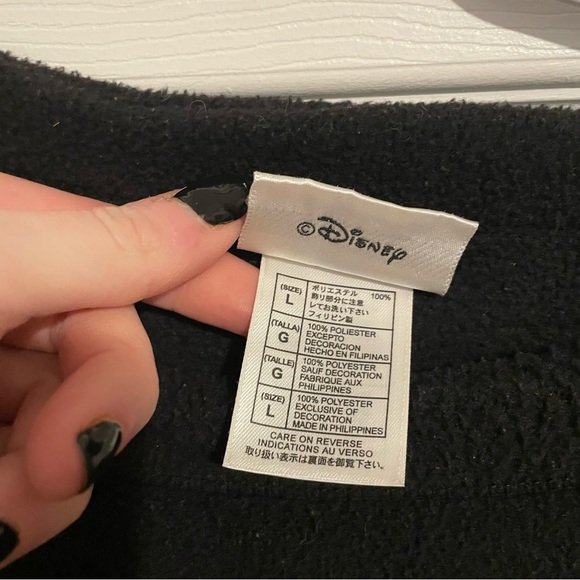 ©Disney
(SIZE)
L
ポリエステル 100%
飾り部分に注意
してお洗い下さい
フィリピン製
(TALLA)
G
100% POLIESTER
EXCEPTO
DECORACION
HECHO EN FILIPINAS
(TAILLE)
G
100% POLYESTER
SAUF DECORATION
FABRIQUE AUX
PHILIPPINES
(SIZE)
L
100% POLYESTER
EXCLUSIVE OF
DECORATION
MADE IN PHILIPPINES
CARE ON REVERSE
INDICATIONS AU VERSO
取り扱い表示は裏面を御覧下さい。